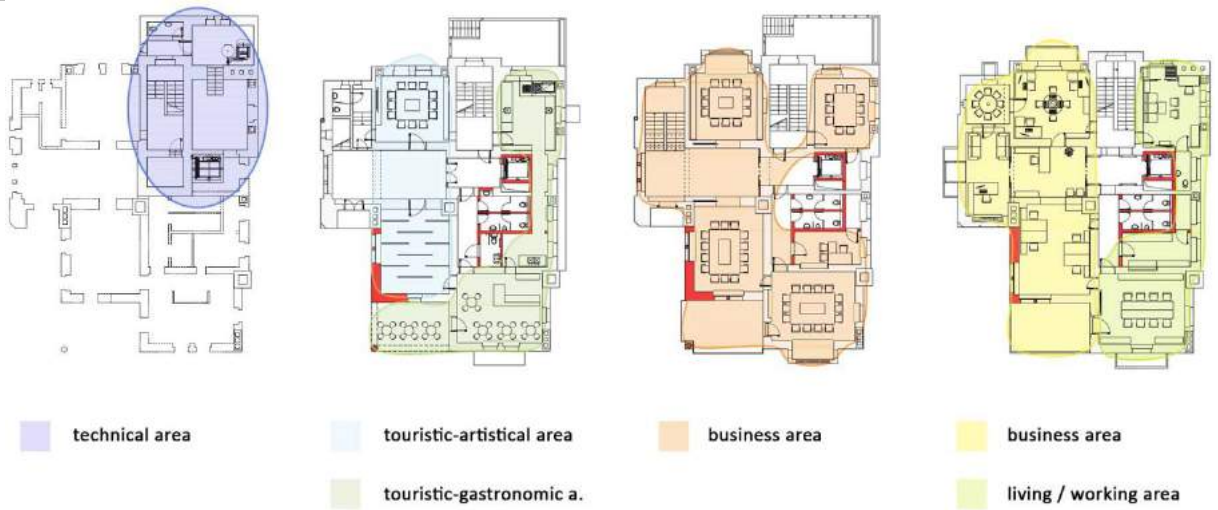 technical area
touristic-artistical area
business area
business area
touristic-gastronomic a.
living / working area